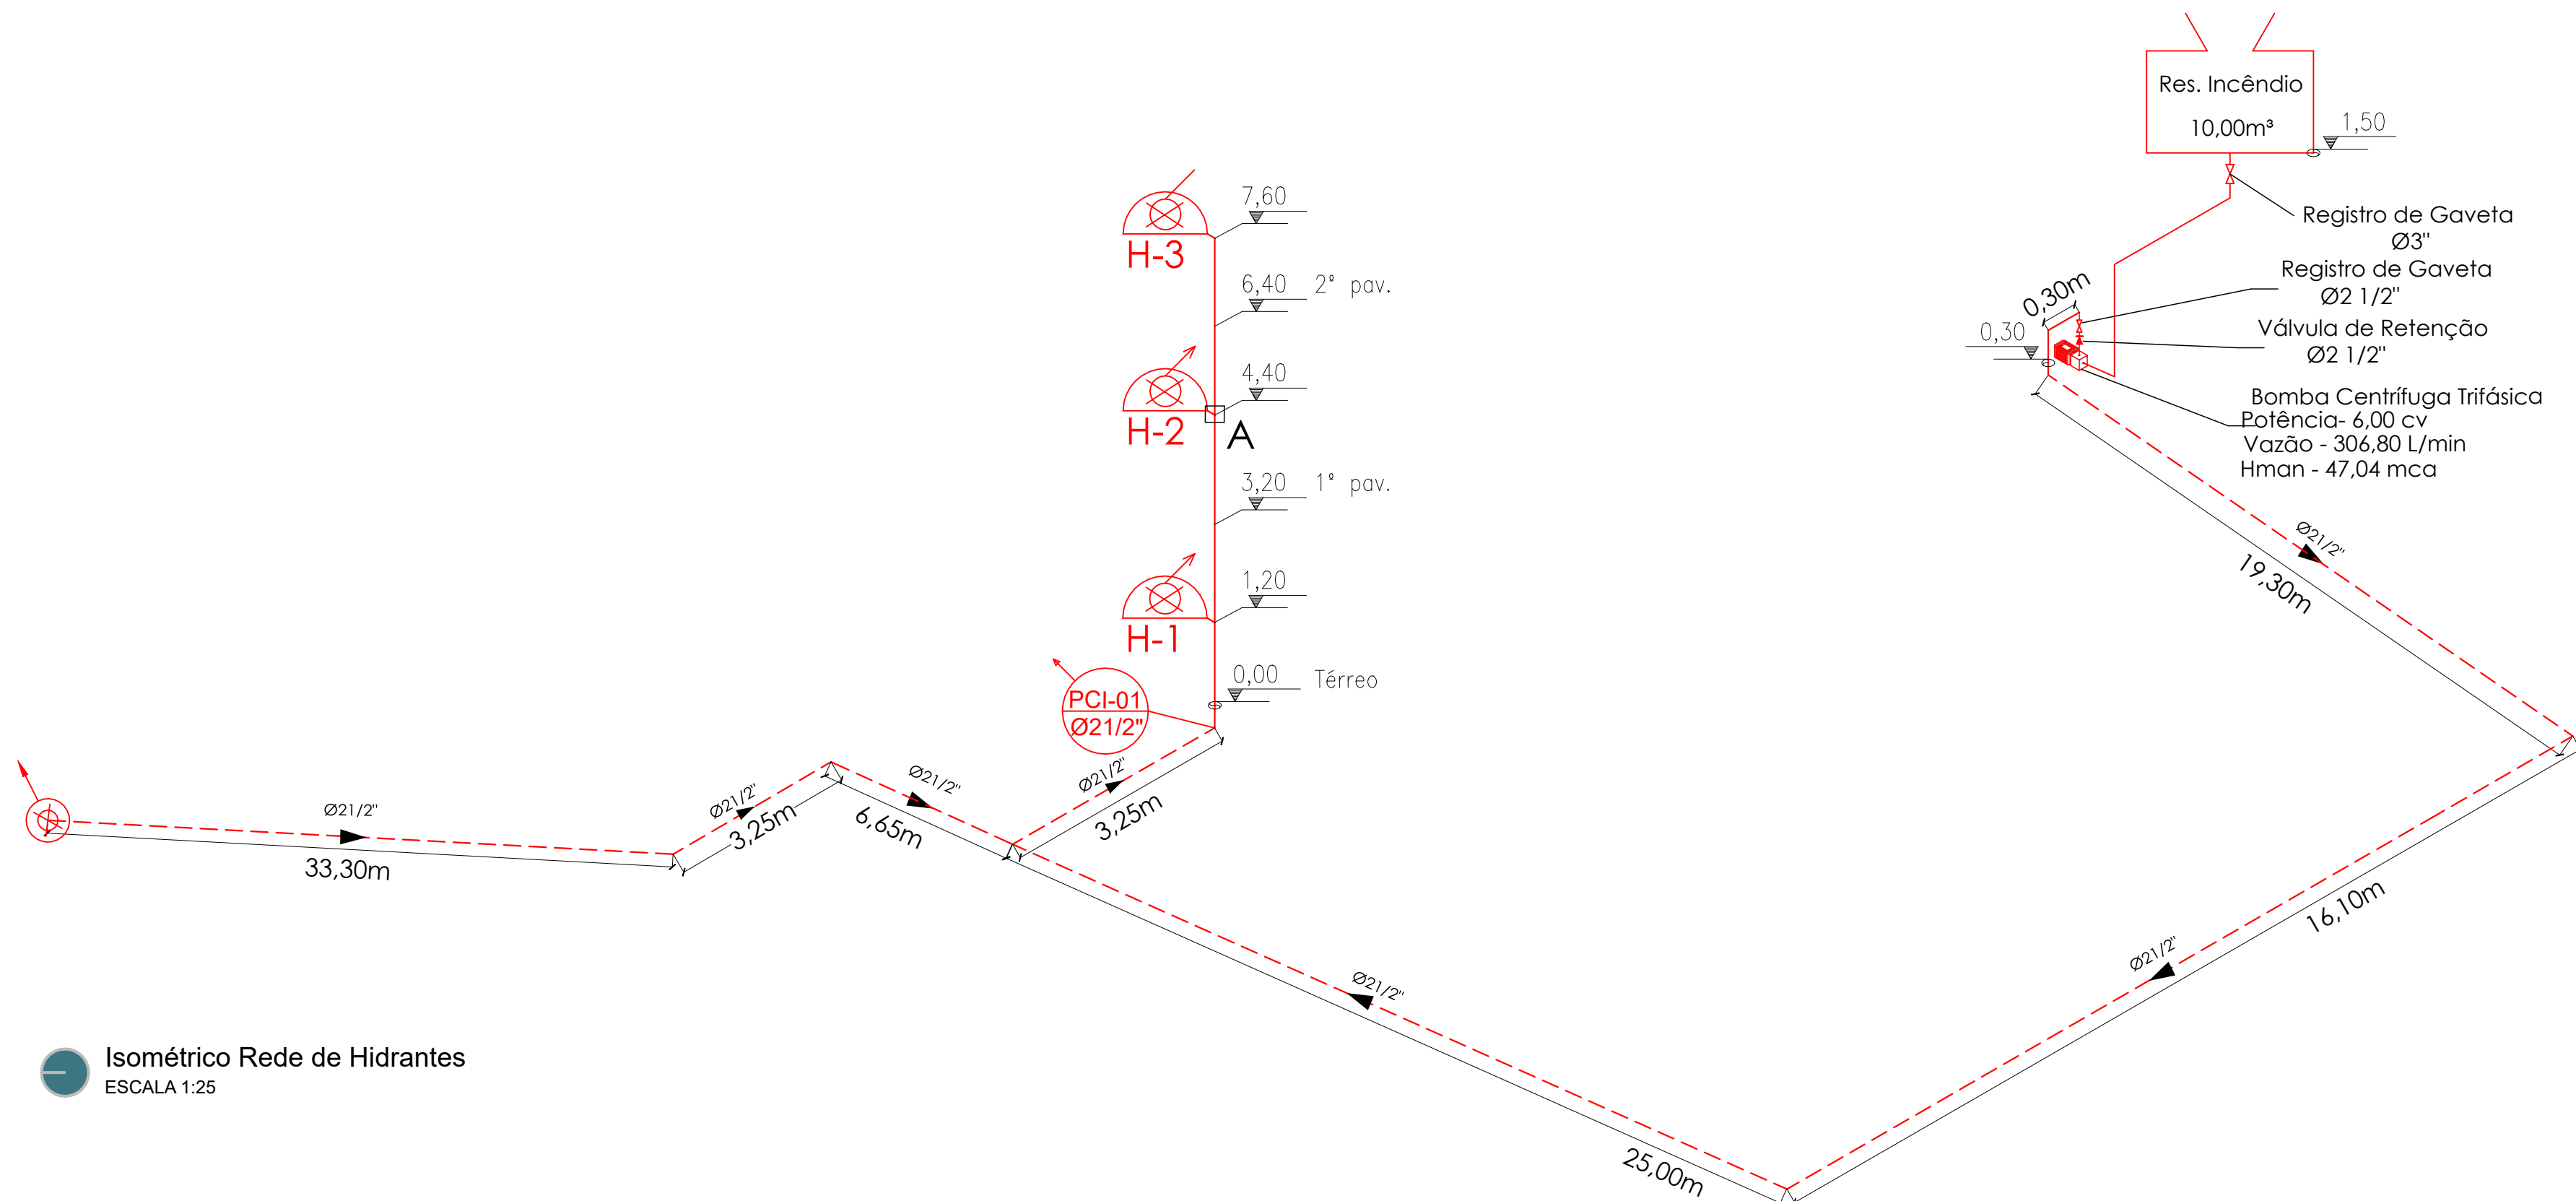 Res. Incêndio
10,00m³
1,50
Registro de Gaveta
Ø3"
Registro de Gaveta
Ø2 1/2"
Válvula de Retenção
Ø2 1/2"
Bomba Centrífuga Trifásica
Potência- 6,00 cv
Vazão - 306,80 L/min
Hman - 47,04 mca
0,30m
0,30
7,60
H-3
6,40 2º pav.
4,40
H-2
A
3,20 1º pav.
1,20
H-1
0,00 Térreo
PCI-01
Ø21/2"
Ø21/2"
19,30m
Ø21/2"
33,30m
Ø21/2"
3,25m
Ø21/2"
6,65m
Ø21/2"
3,25m
Ø21/2"
16,10m
Ø21/2"
25,00m
Isométrico Rede de Hidrantes
ESCALA 1:25